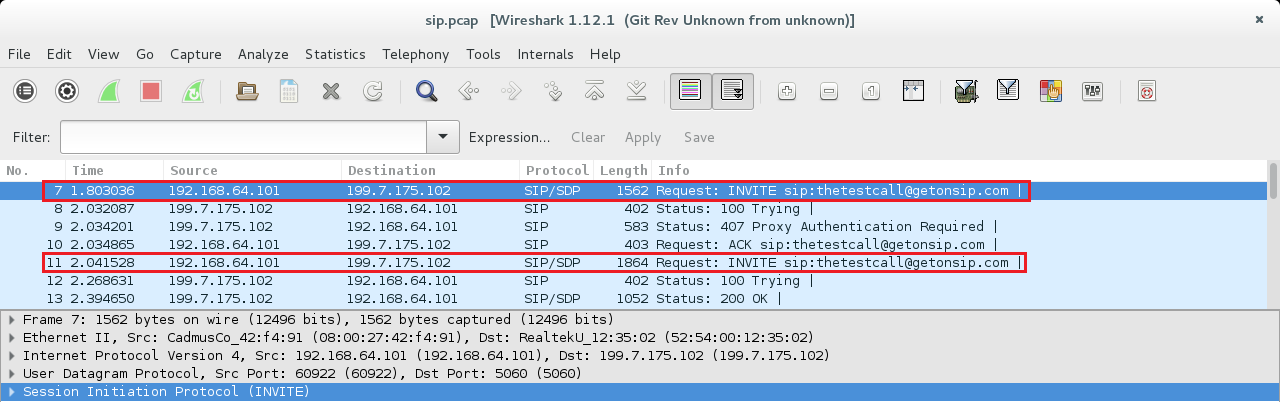 sip.pcap   [Wireshark 1.12.1  (Git Rev Unknown from unknown)]
File Edit View Go Capture Analyze Statistics Telephony Tools Internals Help
Filter: Expression... Clear Apply Save
No. Time Source Destination Protocol Length Info
7 1.803036 192.168.64.101 199.7.175.102 SIP/SDP 1562 Request: INVITE sip:thetestcall@getonsip.com |
8 2.032087 199.7.175.102 192.168.64.101 SIP 402 Status: 100 Trying |
9 2.034201 199.7.175.102 192.168.64.101 SIP 583 Status: 407 Proxy Authentication Required |
10 2.034865 192.168.64.101 199.7.175.102 SIP 403 Request: ACK sip:thetestcall@getonsip.com |
11 2.041528 192.168.64.101 199.7.175.102 SIP/SDP 1864 Request: INVITE sip:thetestcall@getonsip.com |
12 2.268631 199.7.175.102 192.168.64.101 SIP 402 Status: 100 Trying |
13 2.394650 199.7.175.102 192.168.64.101 SIP/SDP 1052 Status: 200 OK |
Frame 7: 1562 bytes on wire (12496 bits), 1562 bytes captured (12496 bits)
Ethernet II, Src: CadmusCo_42:f4:91 (08:00:27:42:f4:91), Dst: RealtekU_12:35:02 (52:54:00:12:35:02)
Internet Protocol Version 4, Src: 192.168.64.101 (192.168.64.101), Dst: 199.7.175.102 (199.7.175.102)
User Datagram Protocol, Src Port: 60922 (60922), Dst Port: 5060 (5060)
Session Initiation Protocol (INVITE)